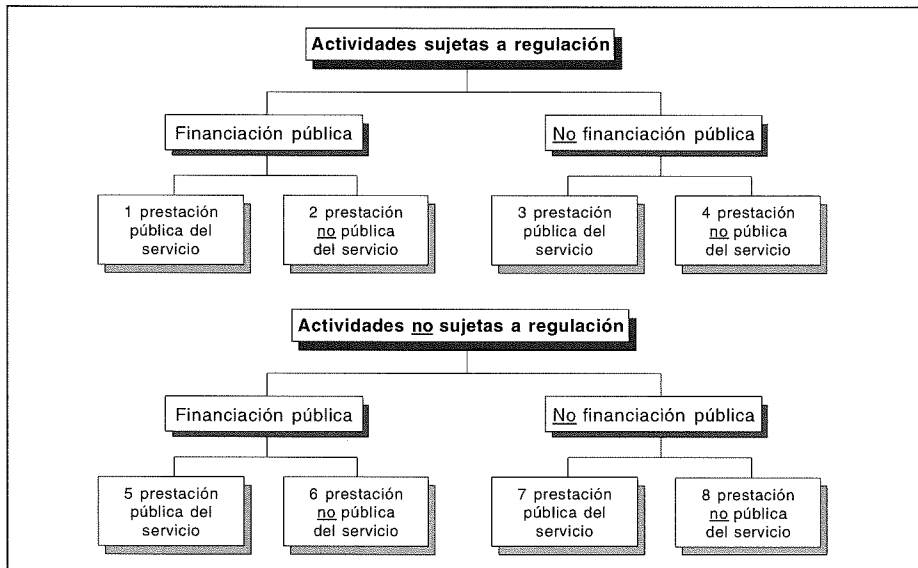 Actividades sujetas a regulación
Financiación pública
No financiación pública
1 prestación
pública del
servicio
2 prestación
no pública
del servicio
3 prestación
pública del
servicio
4 prestación
no pública
del servicio
Actividades no sujetas a regulación
Financiación pública
No financiación pública
5 prestación
pública del
servicio
6 prestación
no pública
del servicio
7 prestación
pública del
servicio
8 prestación
no pública
del servicio